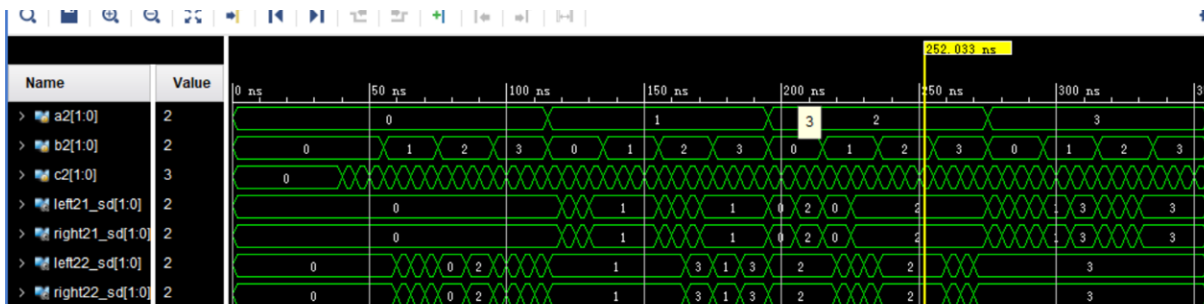 252.033 ns
Name Value
0 ns 50 ns 100 ns 150 ns 200 ns 250 ns 300 ns
a2[1:0] 2 0 1 3 2 3
b2[1:0] 2 0 1 2 3 0 1 2 3 0 1 2 3 0 1 2 3
c2[1:0] 3 0
left21_sd[1:0] 2 0 1 1 0 2 0 2 1 3 3
right21_sd[1:0] 2 0 1 1 0 2 0 2 1 3 3
left22_sd[1:0] 2 0 0 2 1 3 1 3 2 2 3
right22_sd[1:0] 2 0 0 2 1 3 1 3 2 2 3